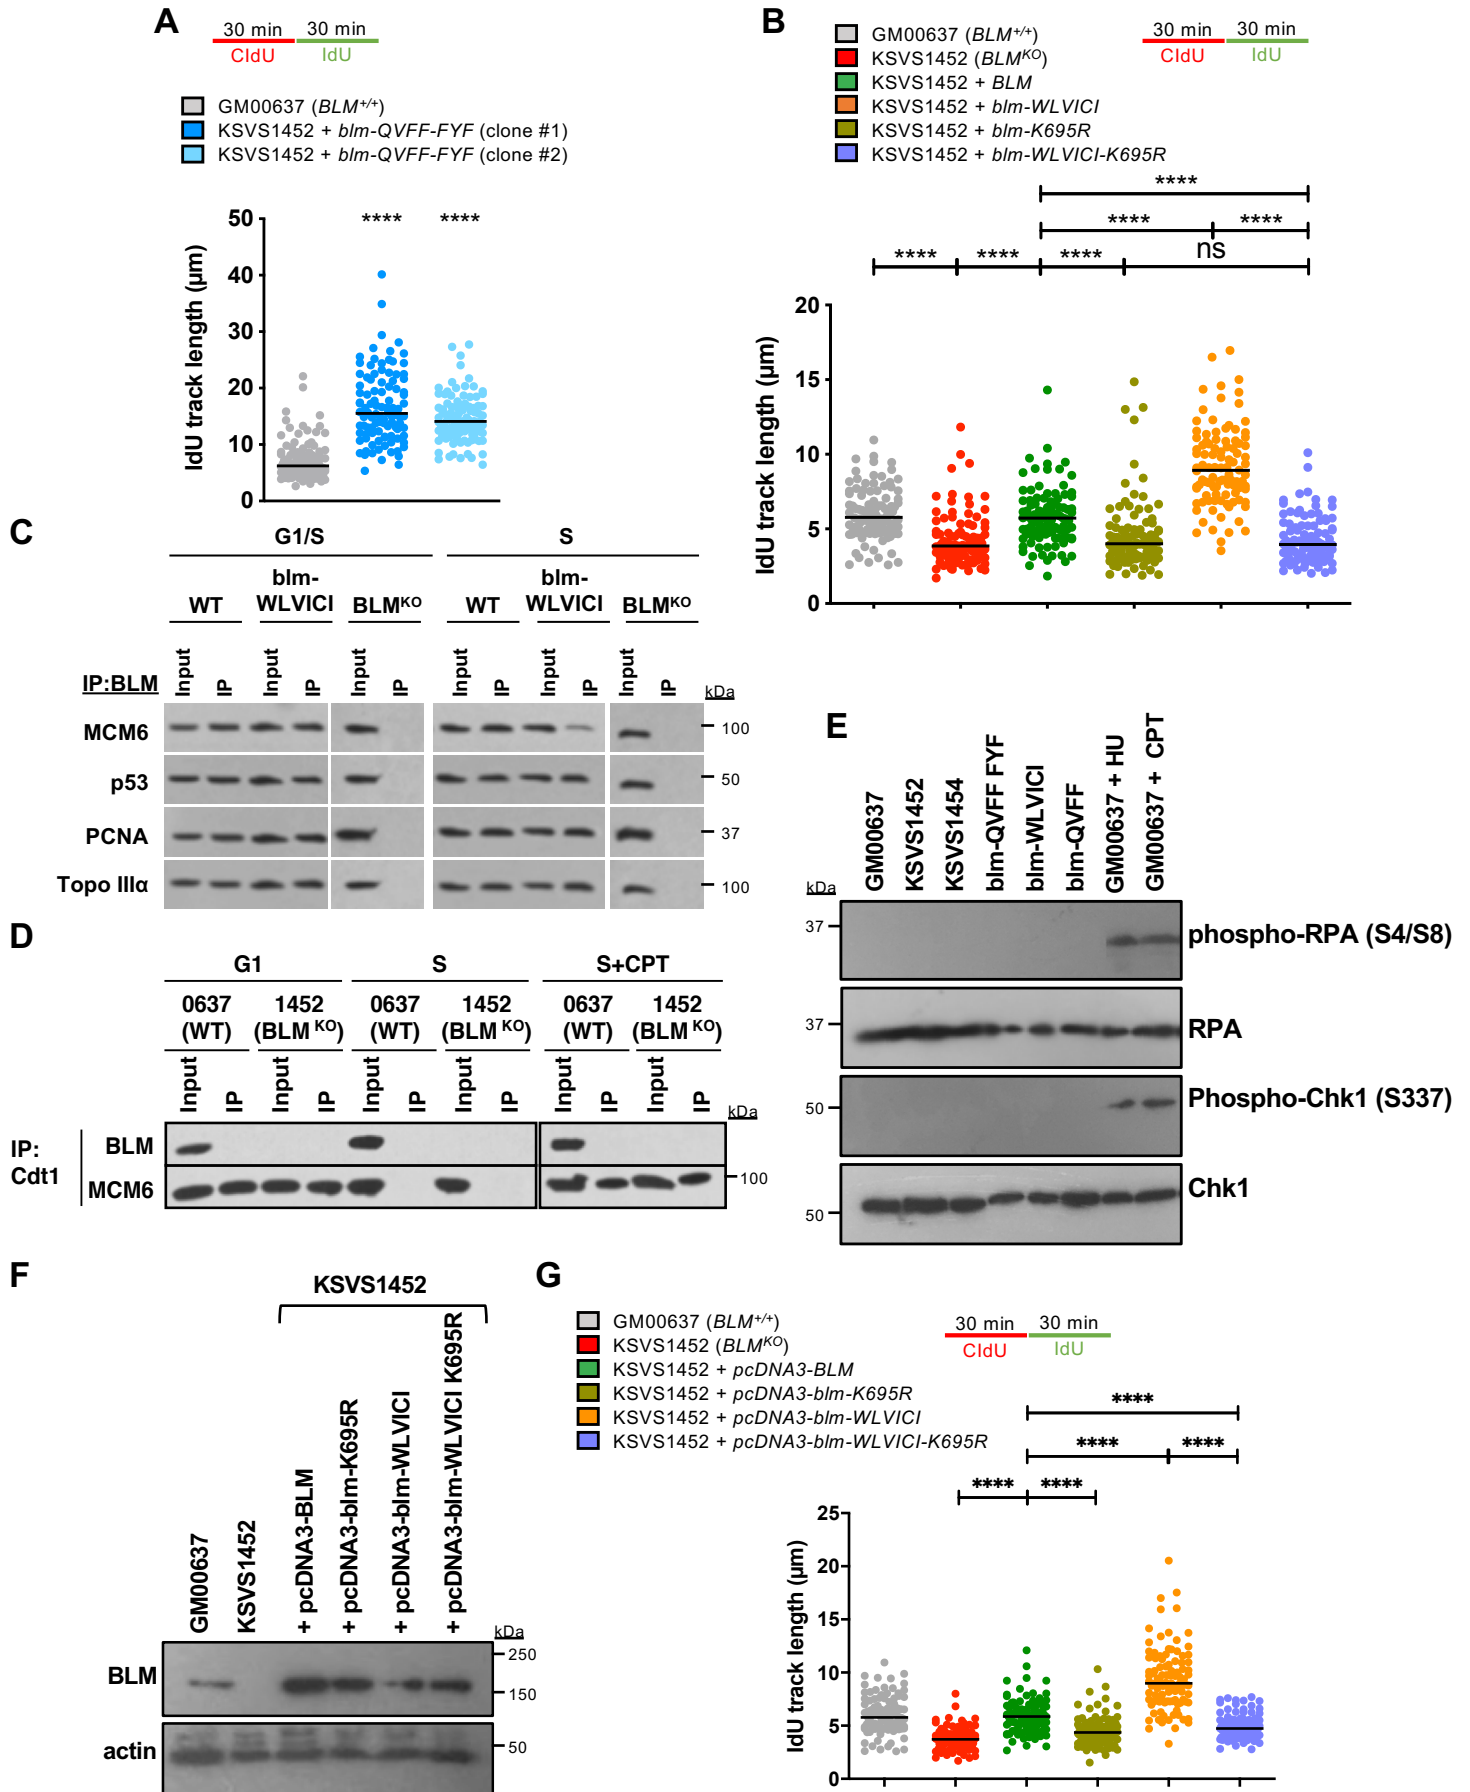 A
30 min 30 min
CldU IdU
GM00637 (BLM+/+)
KSVS1452 + blm-QVFF-FYF (clone #1)
KSVS1452 + blm-QVFF-FYF (clone #2)
**** ****
IdU track length (µm)
50
40
30
20
10
0
B
GM00637 (BLM+/+)
KSVS1452 (BLMKO)
KSVS1452 + BLM
KSVS1452 + blm-WLVICI
KSVS1452 + blm-K695R
KSVS1452 + blm-WLVICI-K695R
30 min 30 min
CldU IdU
****
**** ****
**** **** **** ns
IdU track length (µm)
20
15
10
5
0
C
G1/S S
WT blm-WLVICI BLMKO WT blm-WLVICI BLMKO
IP:BLM Input IP Input IP Input IP Input IP Input IP Input IP kDa
MCM6 100
p53 50
PCNA 37
Topo IIIα 100
D
G1 S S+CPT
0637 1452 0637 1452 0637 1452
(WT) (BLM KO) (WT) (BLM KO) (WT) (BLM KO)
Input IP Input IP Input IP Input IP Input IP Input IP kDa
IP: Cdt1
BLM
MCM6 100
E
kDa GM00637 KSVS1452 KSVS1454 blm-QVFF FYF blm-WLVICI blm-QVFF GM00637 + HU GM00637 + CPT
37 phospho-RPA (S4/S8)
37 RPA
50 Phospho-Chk1 (S337)
50 Chk1
F
KSVS1452
GM00637 KSVS1452 + pcDNA3-BLM + pcDNA3-blm-K695R + pcDNA3-blm-WLVICI + pcDNA3-blm-WLVICI K695R
kDa
BLM 250
150
actin 50
G
GM00637 (BLM+/+)
KSVS1452 (BLMKO)
KSVS1452 + pcDNA3-BLM
KSVS1452 + pcDNA3-blm-K695R
KSVS1452 + pcDNA3-blm-WLVICI
KSVS1452 + pcDNA3-blm-WLVICI-K695R
30 min 30 min
CldU IdU
****
**** ****
**** ****
IdU track length (µm)
25
20
15
10
5
0